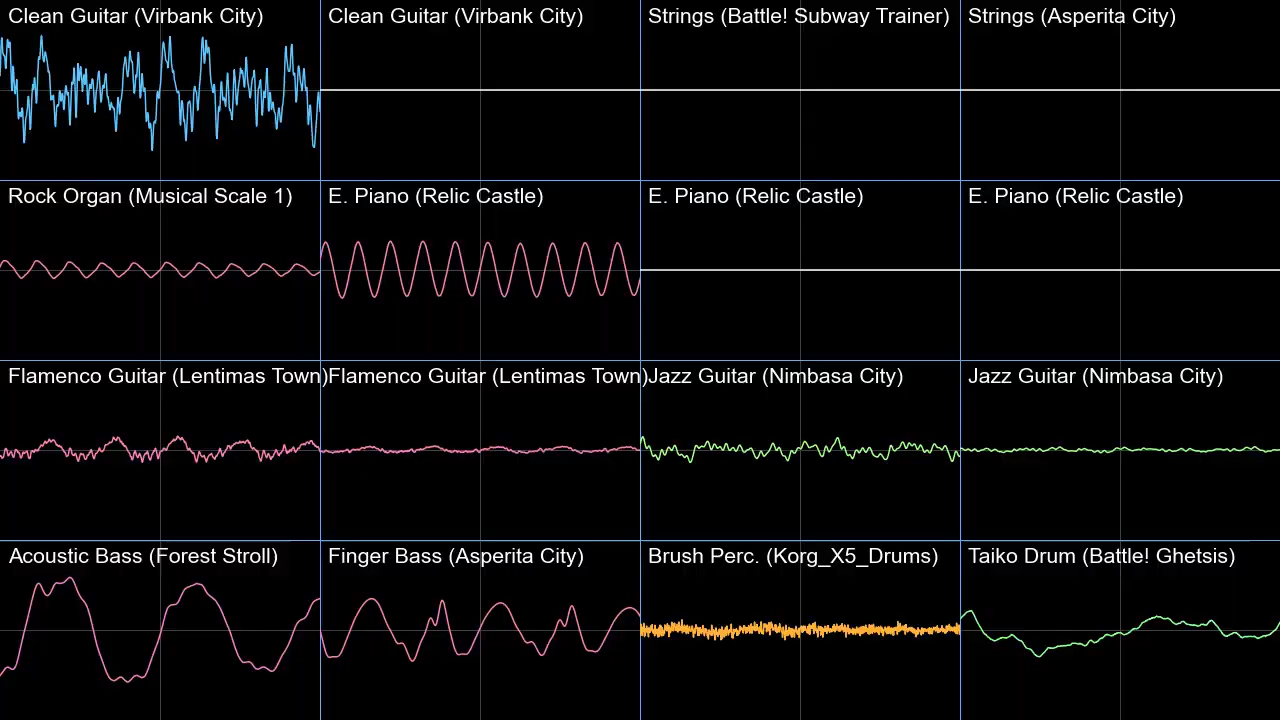 Clean Guitar (Virbank City)
Clean Guitar (Virbank City)
Strings (Battle! Subway Trainer)
Strings (Asperita City)
Rock Organ (Musical Scale 1)
E. Piano (Relic Castle)
E. Piano (Relic Castle)
E. Piano (Relic Castle)
Flamenco Guitar (Lentimas Town)
Flamenco Guitar (Lentimas Town)
Jazz Guitar (Nimbasa City)
Jazz Guitar (Nimbasa City)
Acoustic Bass (Forest Stroll)
Finger Bass (Asperita City)
Brush Perc. (Korg_X5_Drums)
Taiko Drum (Battle! Ghetsis)